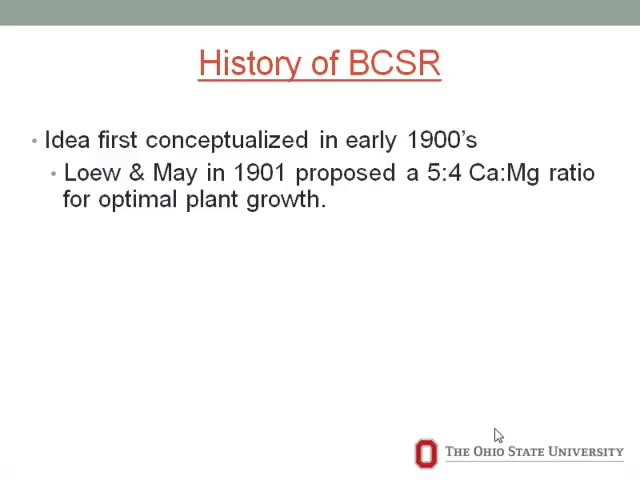 History of BCSR
• Idea first conceptualized in early 1900's
• Loew & May in 1901 proposed a 5:4 Ca:Mg ratio
for optimal plant growth.
THE OHIO STATE UNIVERSITY